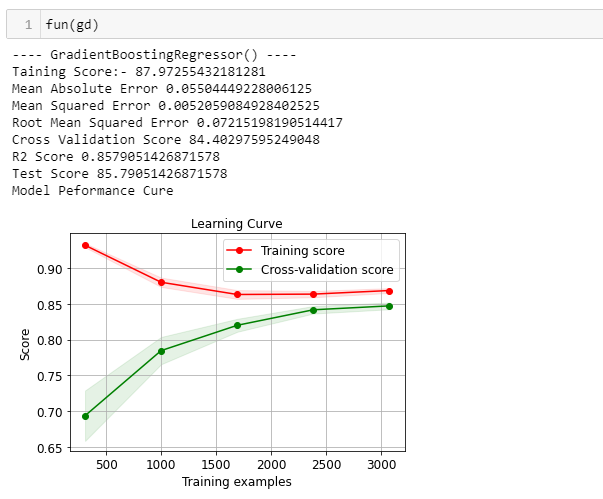 1 fun(gd)
---- GradientBoostingRegressor() ----
Taining Score:- 87.97255432181281
Mean Absolute Error 0.05504449228006125
Mean Squared Error 0.0052059084928402525
Root Mean Squared Error 0.07215198190514417
Cross Validation Score 84.40297595249048
R2 Score 0.8579051426871578
Test Score 85.79051426871578
Model Peformance Cure
Learning Curve
Training score
Cross-validation score
0.90
0.85
0.80
0.75
0.70
0.65
Score
500 1000 1500 2000 2500 3000
Training examples